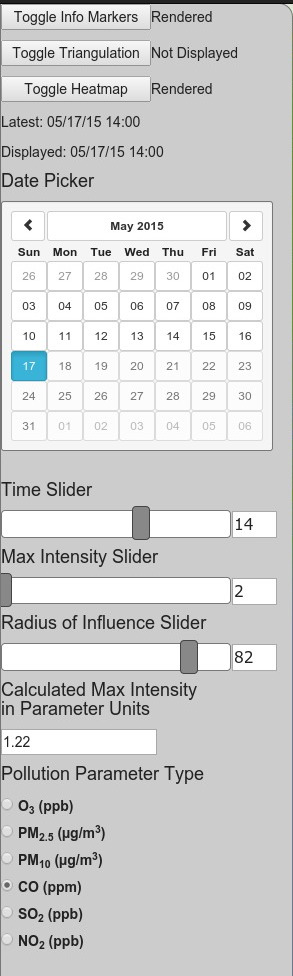 Toggle Info Markers Rendered
Toggle Triangulation Not Displayed
Toggle Heatmap Rendered
Latest: 05/17/15 14:00
Displayed: 05/17/15 14:00
Date Picker
May 2015
Sun Mon Tue Wed Thu Fri Sat
26 27 28 29 30 01 02
03 04 05 06 07 08 09
10 11 12 13 14 15 16
17 18 19 20 21 22 23
24 25 26 27 28 29 30
31 01 02 03 04 05 06
Time Slider
14
Max Intensity Slider
2
Radius of Influence Slider
82
Calculated Max Intensity
in Parameter Units
1.22
Pollution Parameter Type
O₃ (ppb)
PM₂.₅ (µg/m³)
PM₁₀ (µg/m³)
CO (ppm)
SO₂ (ppb)
NO₂ (ppb)